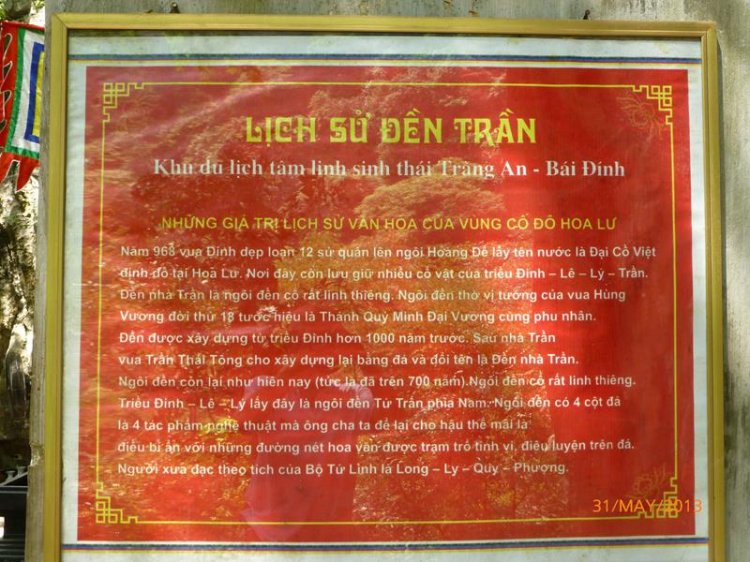 LỊCH SỬ ĐỀN TRẦN
Khu du lịch tâm linh sinh thái Tràng An - Bái Đính
NHỮNG GIÁ TRỊ LỊCH SỬ VĂN HÓA CỦA VÙNG CỐ ĐÔ HOA LƯ
Năm 968 vua Đinh dẹp loạn 12 sứ quân lên ngôi Hoàng Đế lấy tên nước là Đại Cồ Việt
định đô tại Hoa Lư. Nơi đây còn lưu giữ nhiều cổ vật của triều Đinh – Lê – Lý – Trần.
Đền nhà Trần là ngôi đền cổ rất linh thiêng. Ngôi đền thờ vị tướng của vua Hùng
Vương đời thứ 18 tước hiệu là Thánh Quý Minh Đại Vương cùng phu nhân.
Đền được xây dựng từ triều Đinh hơn 1000 năm trước. Sau nhà Trần
vua Trần Thái Tông cho xây dựng lại bằng đá và đổi tên là Đền nhà Trần.
Ngôi đền còn lại như hiện nay (tức là đã trên 700 năm).Ngôi đền cổ rất linh thiêng.
Triều Đinh – Lê – Lý lấy đây là ngôi đền Tứ Trấn phía Nam. Ngôi đền có 4 cột đá
là 4 tác phẩm nghệ thuật mà ông cha ta để lại cho hậu thế mãi là
điều bí ẩn với những đường nét hoa văn được trạm trổ tinh vi, điêu luyện trên đá.
Người xưa đạc theo tích của Bộ Tứ Linh là Long – Ly – Quy – Phượng.
31/MAY/2013